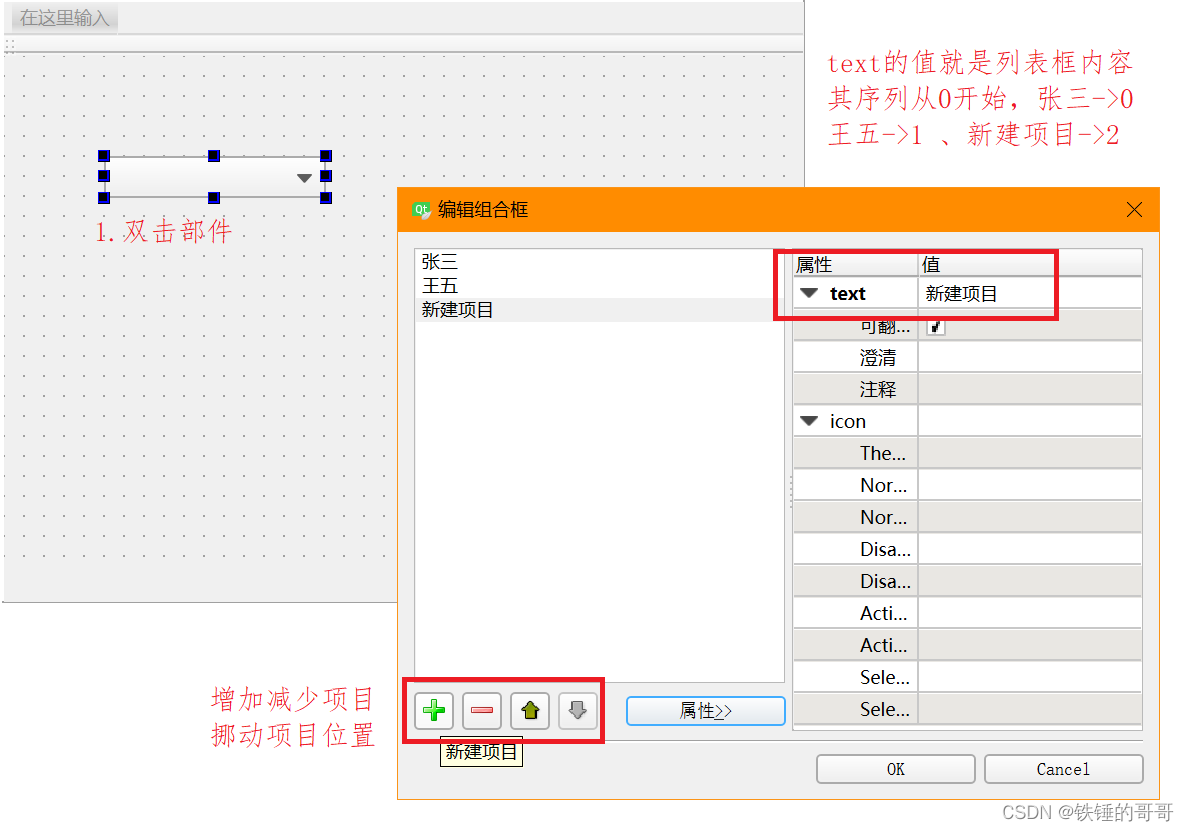 在这里输入
text的值就是列表框内容
其序列从0开始，张三->0
王五->1 、新建项目->2
1.双击部件
Qt 编辑组合框
张三
王五
新建项目
属性 值
text 新建项目
可翻...
澄清
注释
icon
The...
Nor...
Nor...
Disa...
Disa...
Acti...
Acti...
Sele...
Sele...
增加减少项目
挪动项目位置
属性>>
新建项目
OK Cancel
CSDN @铁锤的哥哥